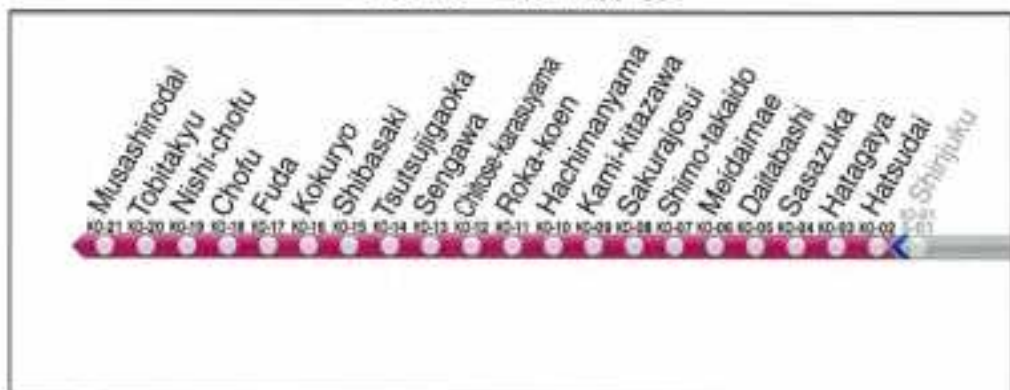 Musashinodai
Tobitakyu
Nishi-chofu
Chofu
Fuda
Kokuryo
Shibasaki
Tsutsujigaoka
Sengawa
Chitose-karasuyama
Roka-koen
Hachimanyama
Kami-kitazawa
Sakurajosui
Shimo-takaido
Meidaimae
Daitabashi
Sasazuka
Hatagaya
Hatsudai
Shinjuku
KO-21 KO-20 KO-19 KO-18 KO-17 KO-16 KO-15 KO-14 KO-13 KO-12 KO-11 KO-10 KO-09 KO-08 KO-07 KO-06 KO-05 KO-04 KO-03 KO-02